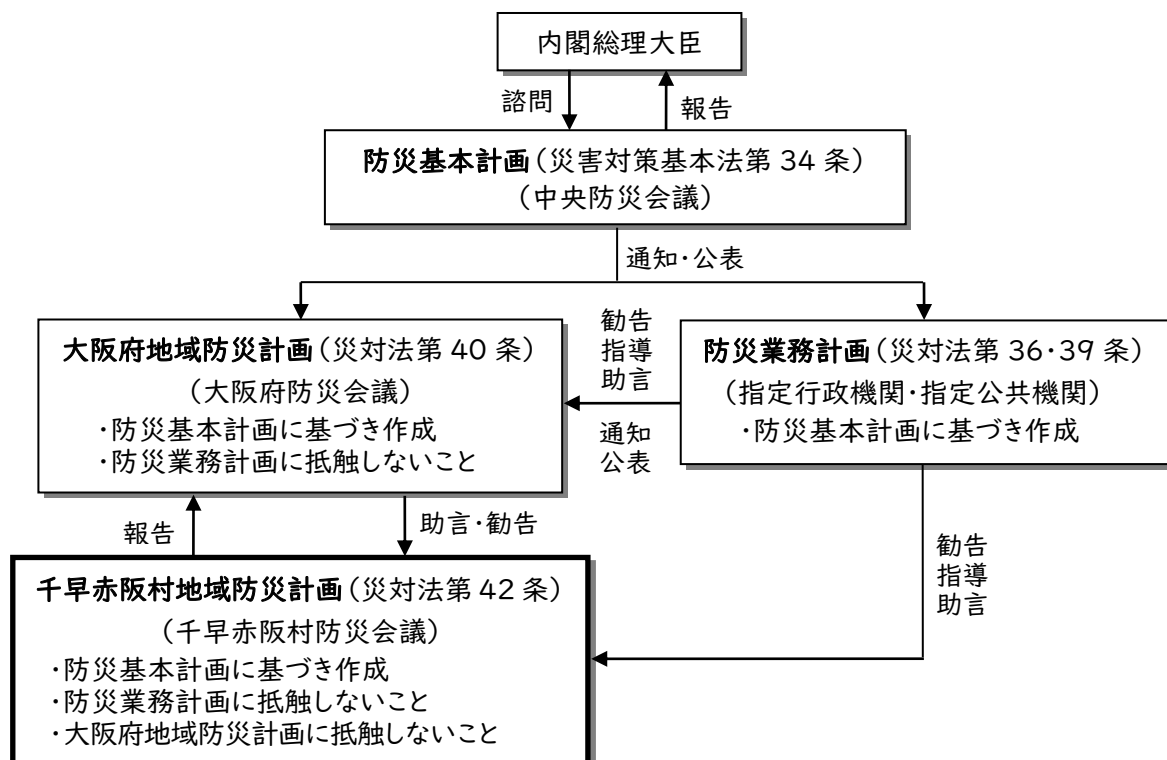 内閣総理大臣
諮問
報告
防災基本計画(災害対策基本法第 34 条)
(中央防災会議)
通知・公表
大阪府地域防災計画(災対法第 40 条)
(大阪府防災会議)
・防災基本計画に基づき作成
・防災業務計画に抵触しないこと
勧告
指導
助言
通知
公表
防災業務計画(災対法第 36・39 条)
(指定行政機関・指定公共機関)
・防災基本計画に基づき作成
報告
助言・勧告
勧告
指導
助言
千早赤阪村地域防災計画(災対法第 42 条)
(千早赤阪村防災会議)
・防災基本計画に基づき作成
・防災業務計画に抵触しないこと
・大阪府地域防災計画に抵触しないこと